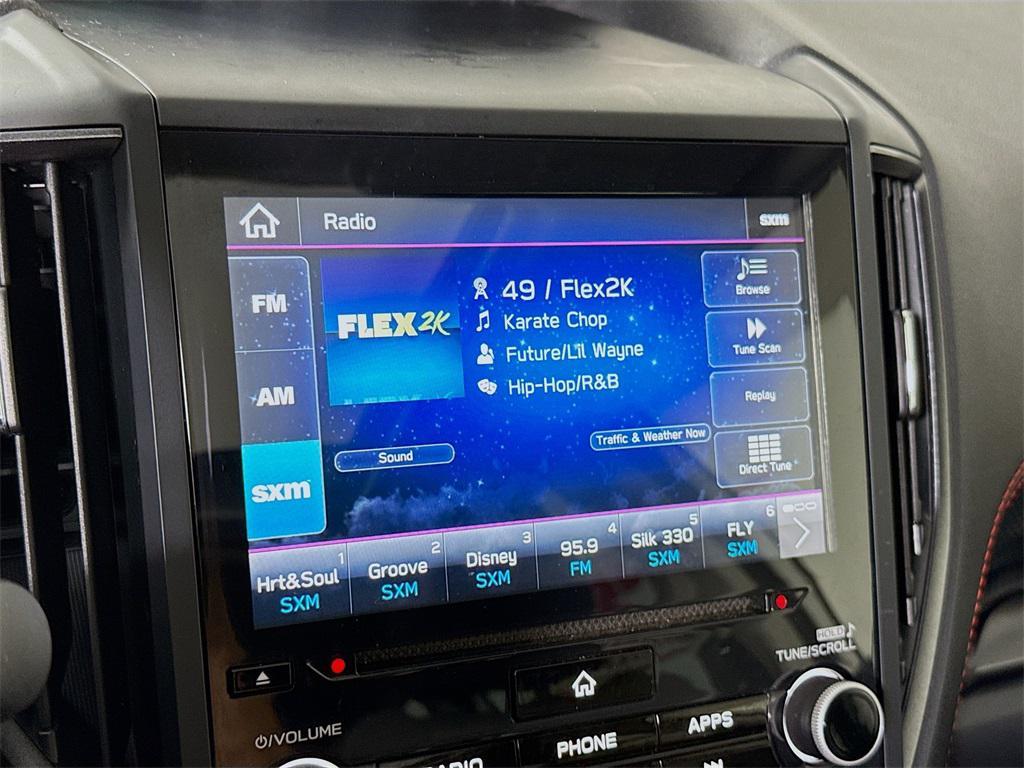 Radio
sxm
FM
AM
sxm
FLEX2K
49 / Flex2K
Karate Chop
Future/Lil Wayne
Hip-Hop/R&B
Browse
Tune Scan
Replay
Direct Tune
Sound
Traffic & Weather Now
1
Hrt&Soul
SXM
2
Groove
SXM
3
Disney
SXM
4
95.9
FM
5
Silk 330
SXM
6
FLY
SXM
HOLD
TUNE/SCROLL
/VOLUME
RADIO
PHONE
APPS